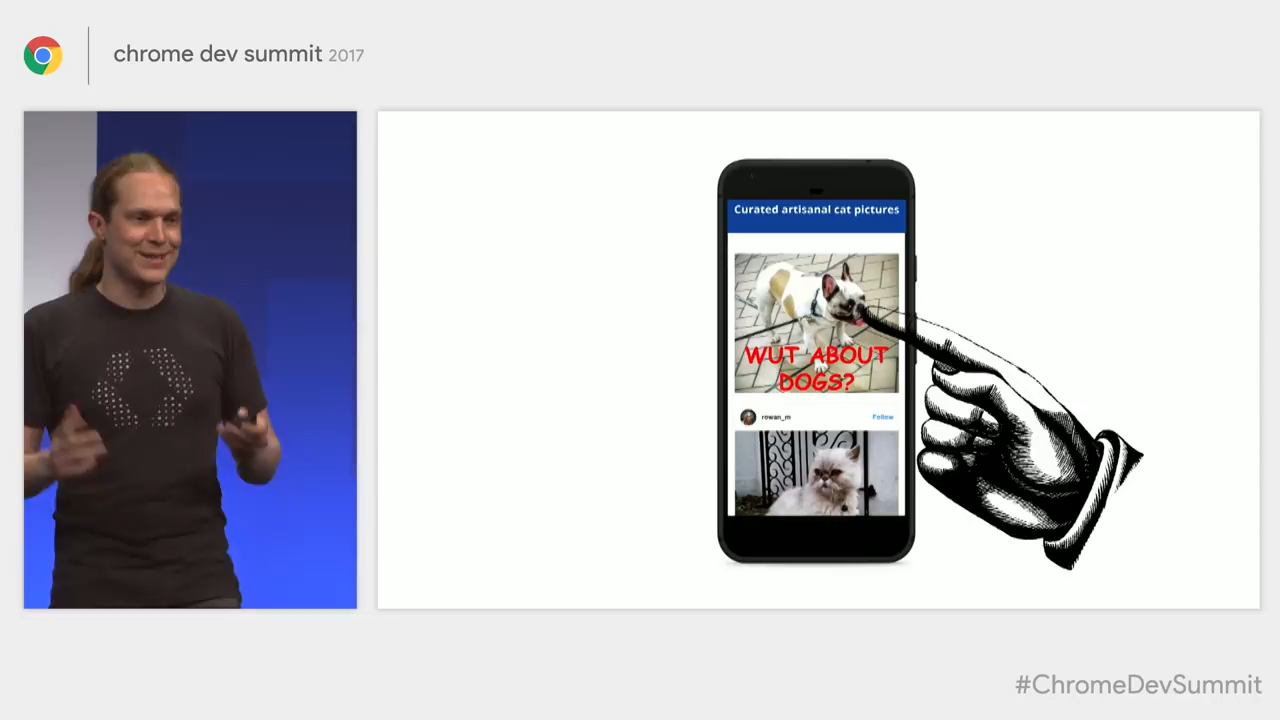 chrome dev summit 2017
Curated artisanal cat pictures
WUT ABOUT
DOGS?
rowan_m
Follow
#ChromeDevSummit